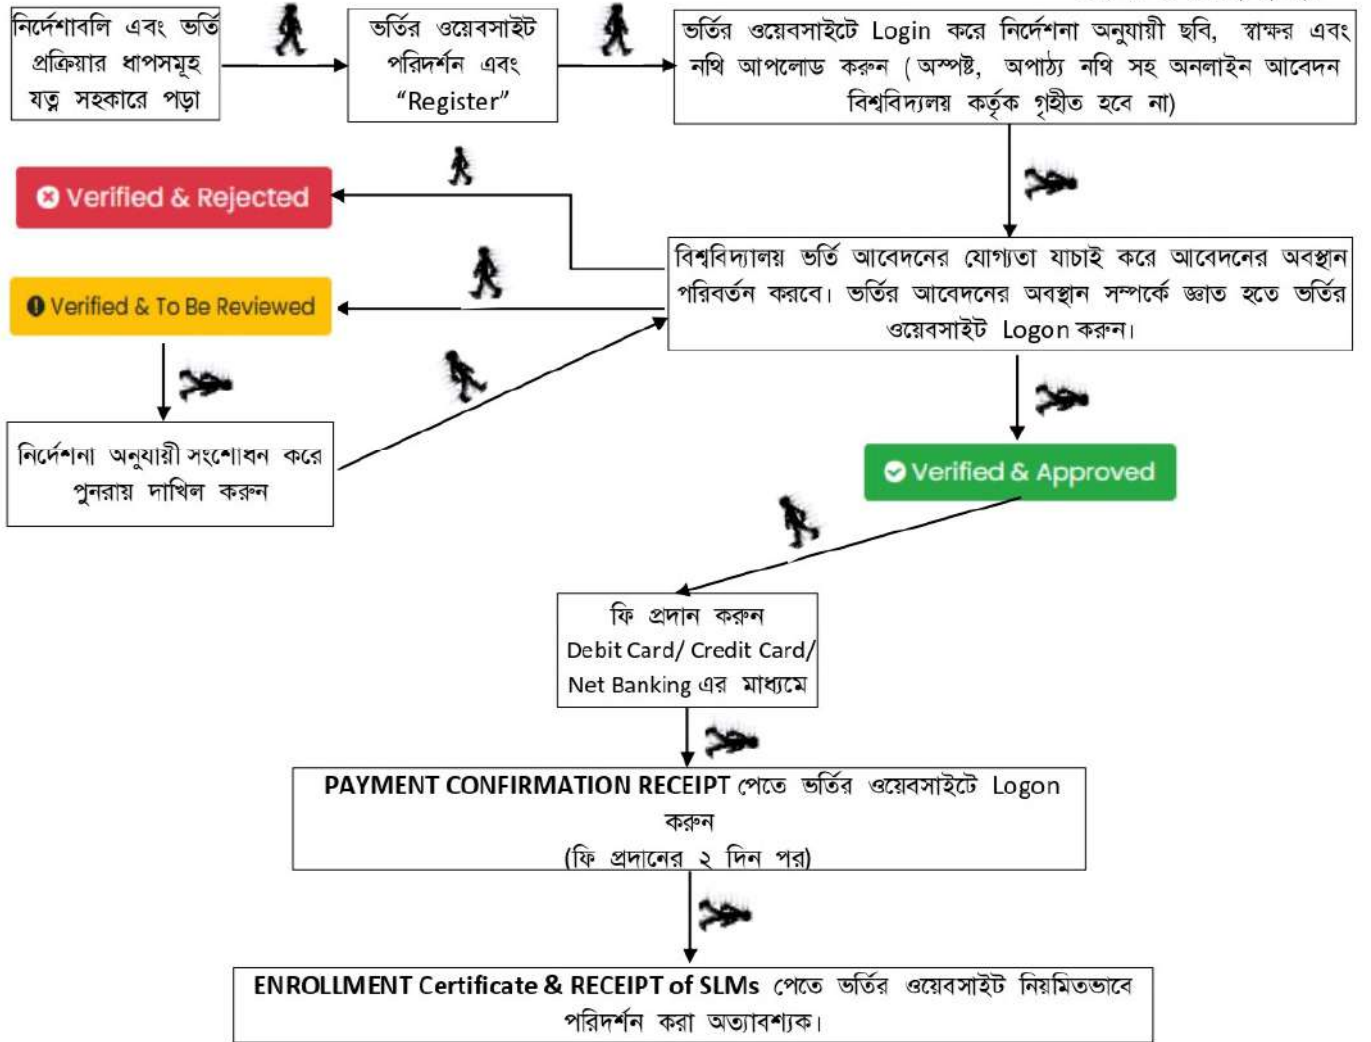 নির্দেশাবলি এবং ভর্তি
প্রক্রিয়ার ধাপসমূহ
যত্ন সহকারে পড়া
ভর্তির ওয়েবসাইট
পরিদর্শন এবং
“Register”
ভর্তির ওয়েবসাইটে Login করে নির্দেশনা অনুযায়ী ছবি, স্বাক্ষর এবং
নথি আপলোড করুন ( অস্পষ্ট, অপাঠ্য নথি সহ অনলাইন আবেদন
বিশ্ববিদ্যলয় কর্তৃক গৃহীত হবে না)
Verified & Rejected
বিশ্ববিদ্যালয় ভর্তি আবেদনের যোগ্যতা যাচাই করে আবেদনের অবস্থান
পরিবর্তন করবে। ভর্তির আবেদনের অবস্থান সম্পর্কে জ্ঞাত হতে ভর্তির
ওয়েবসাইট Logon করুন।
Verified & To Be Reviewed
নির্দেশনা অনুযায়ী সংশোধন করে
পুনরায় দাখিল করুন
Verified & Approved
ফি প্রদান করুন
Debit Card/ Credit Card/
Net Banking এর মাধ্যমে
PAYMENT CONFIRMATION RECEIPT পেতে ভর্তির ওয়েবসাইটে Logon
করুন
(ফি প্রদানের ২ দিন পর)
ENROLLMENT Certificate & RECEIPT of SLMs পেতে ভর্তির ওয়েবসাইট নিয়মিতভাবে
পরিদর্শন করা অত্যাবশ্যক।